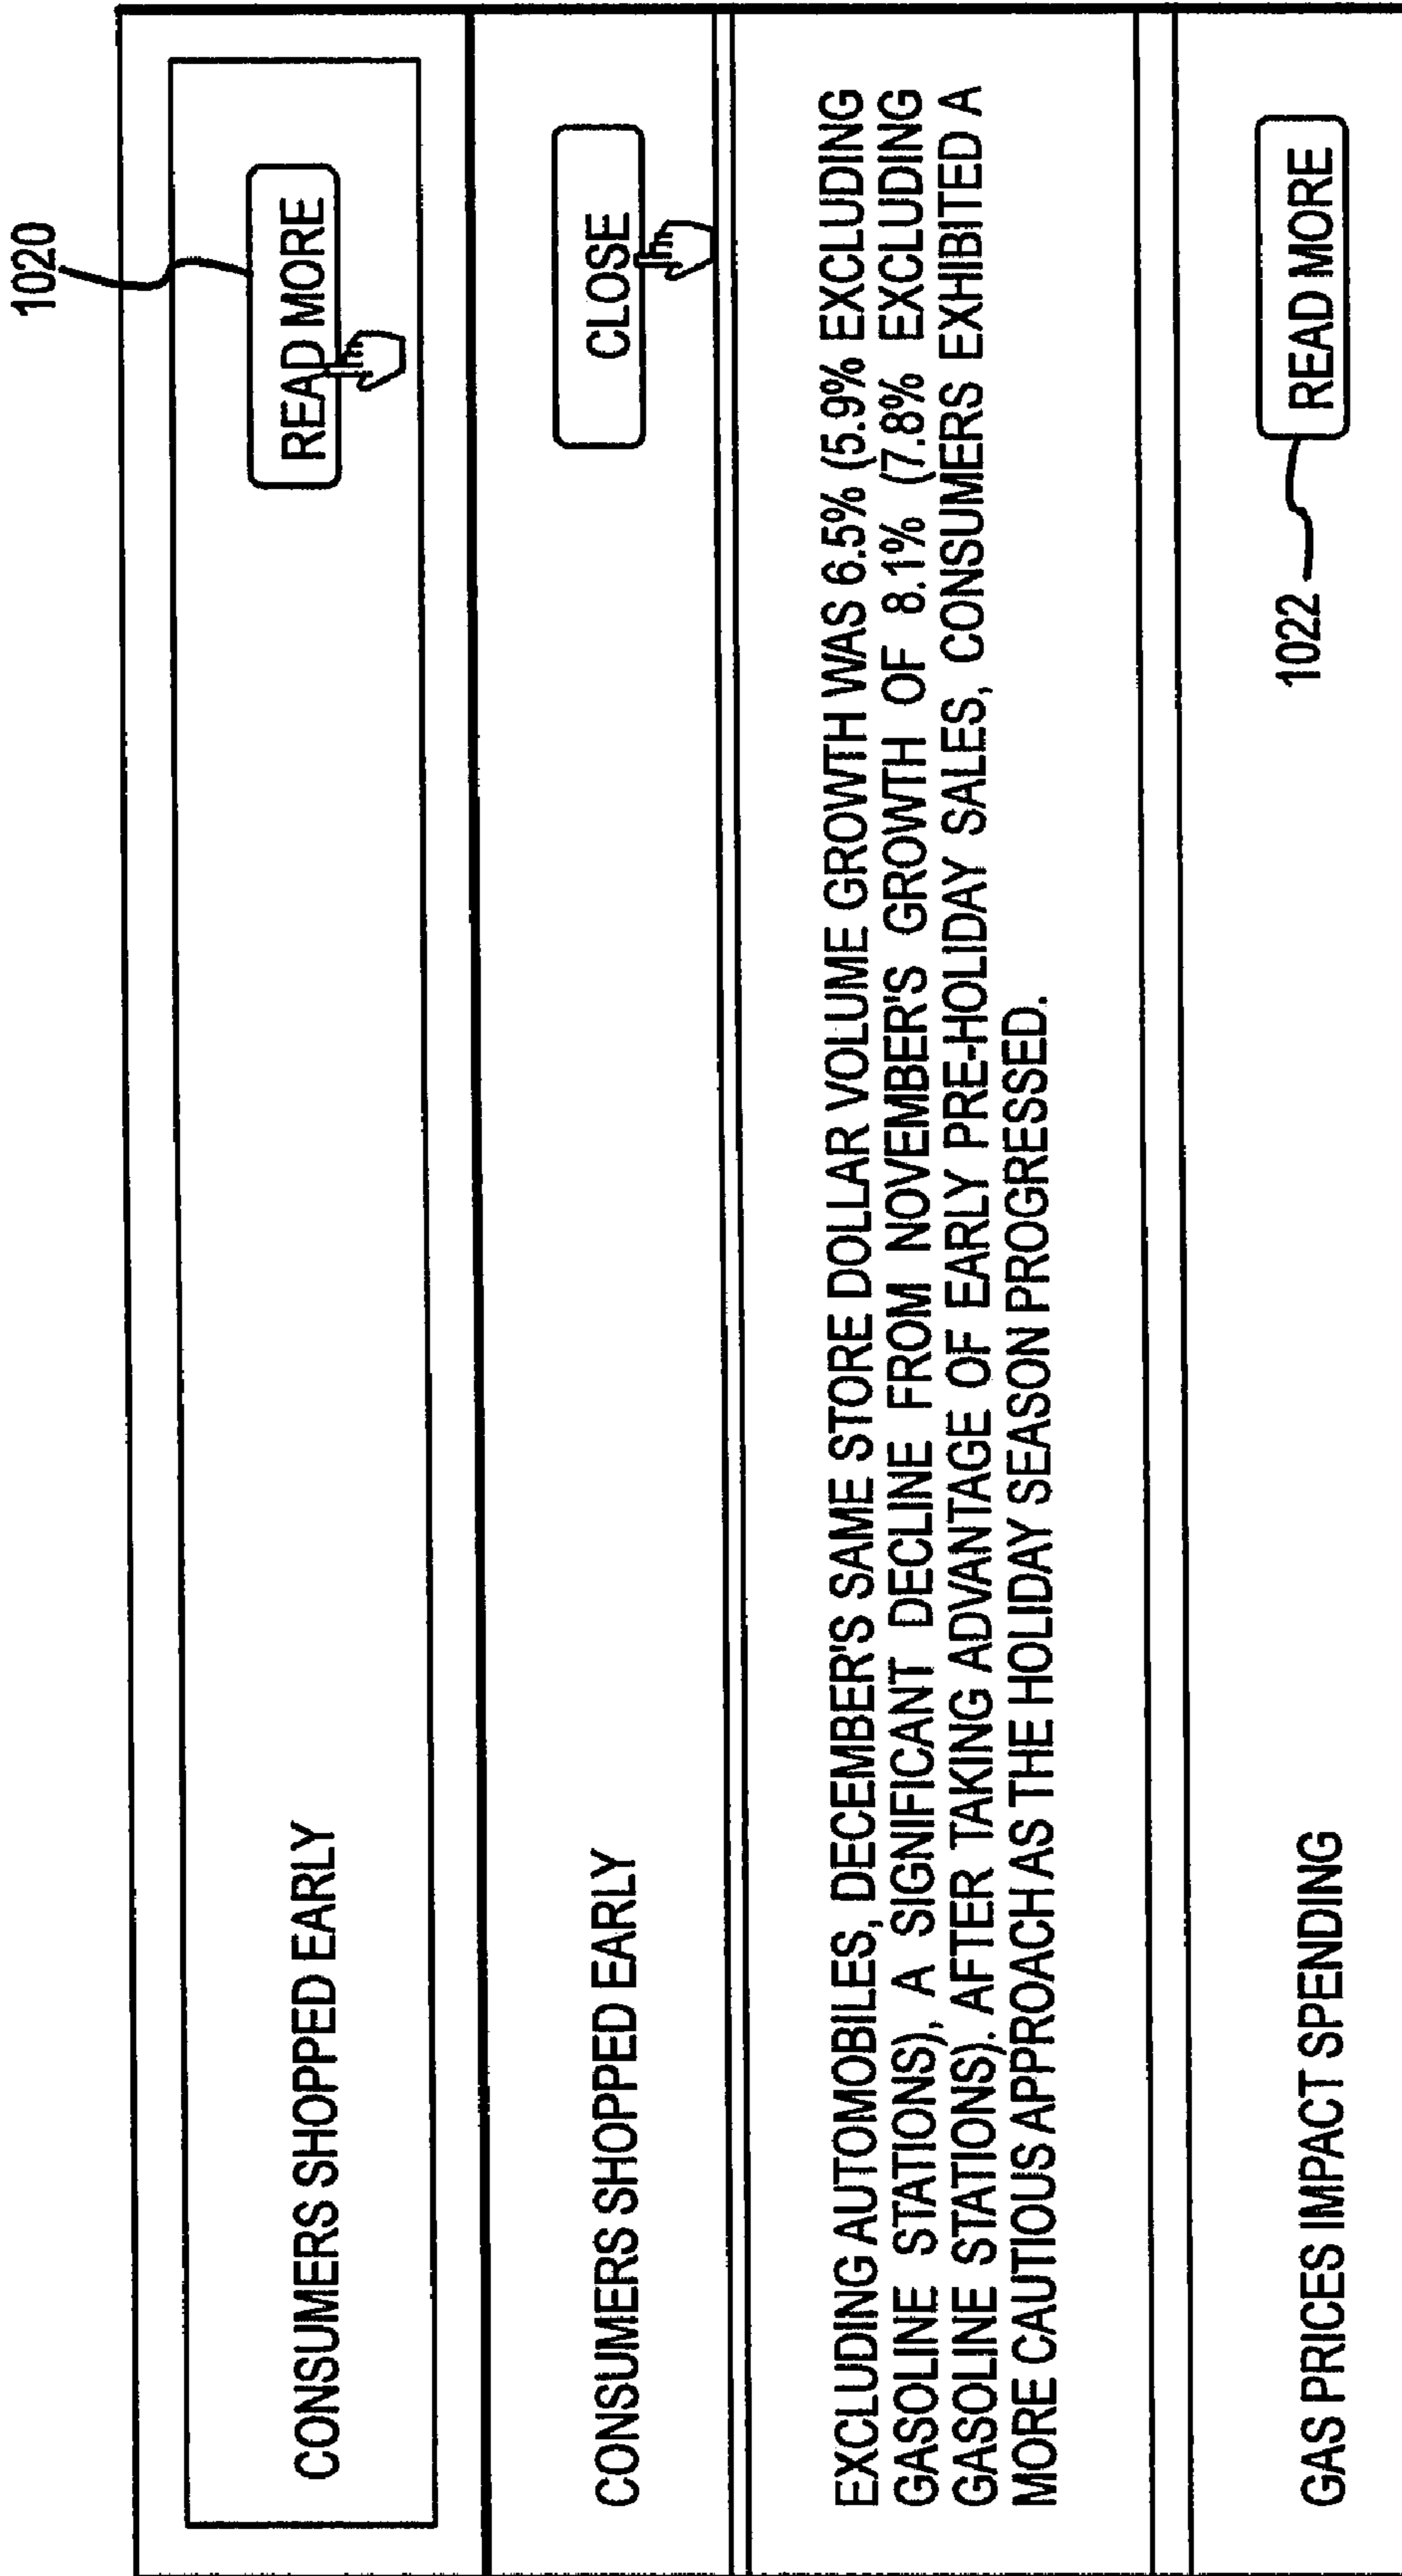 1020
CONSUMERS SHOPPED EARLY
READ MORE
CONSUMERS SHOPPED EARLY
CLOSE
EXCLUDING AUTOMOBILES, DECEMBER'S SAME STORE DOLLAR VOLUME GROWTH WAS 6.5% (5.9% EXCLUDING
GASOLINE STATIONS), A SIGNIFICANT DECLINE FROM NOVEMBER'S GROWTH OF 8.1% (7.8% EXCLUDING
GASOLINE STATIONS). AFTER TAKING ADVANTAGE OF EARLY PRE-HOLIDAY SALES, CONSUMERS EXHIBITED A
MORE CAUTIOUS APPROACH AS THE HOLIDAY SEASON PROGRESSED.
GAS PRICES IMPACT SPENDING
1022
READ MORE